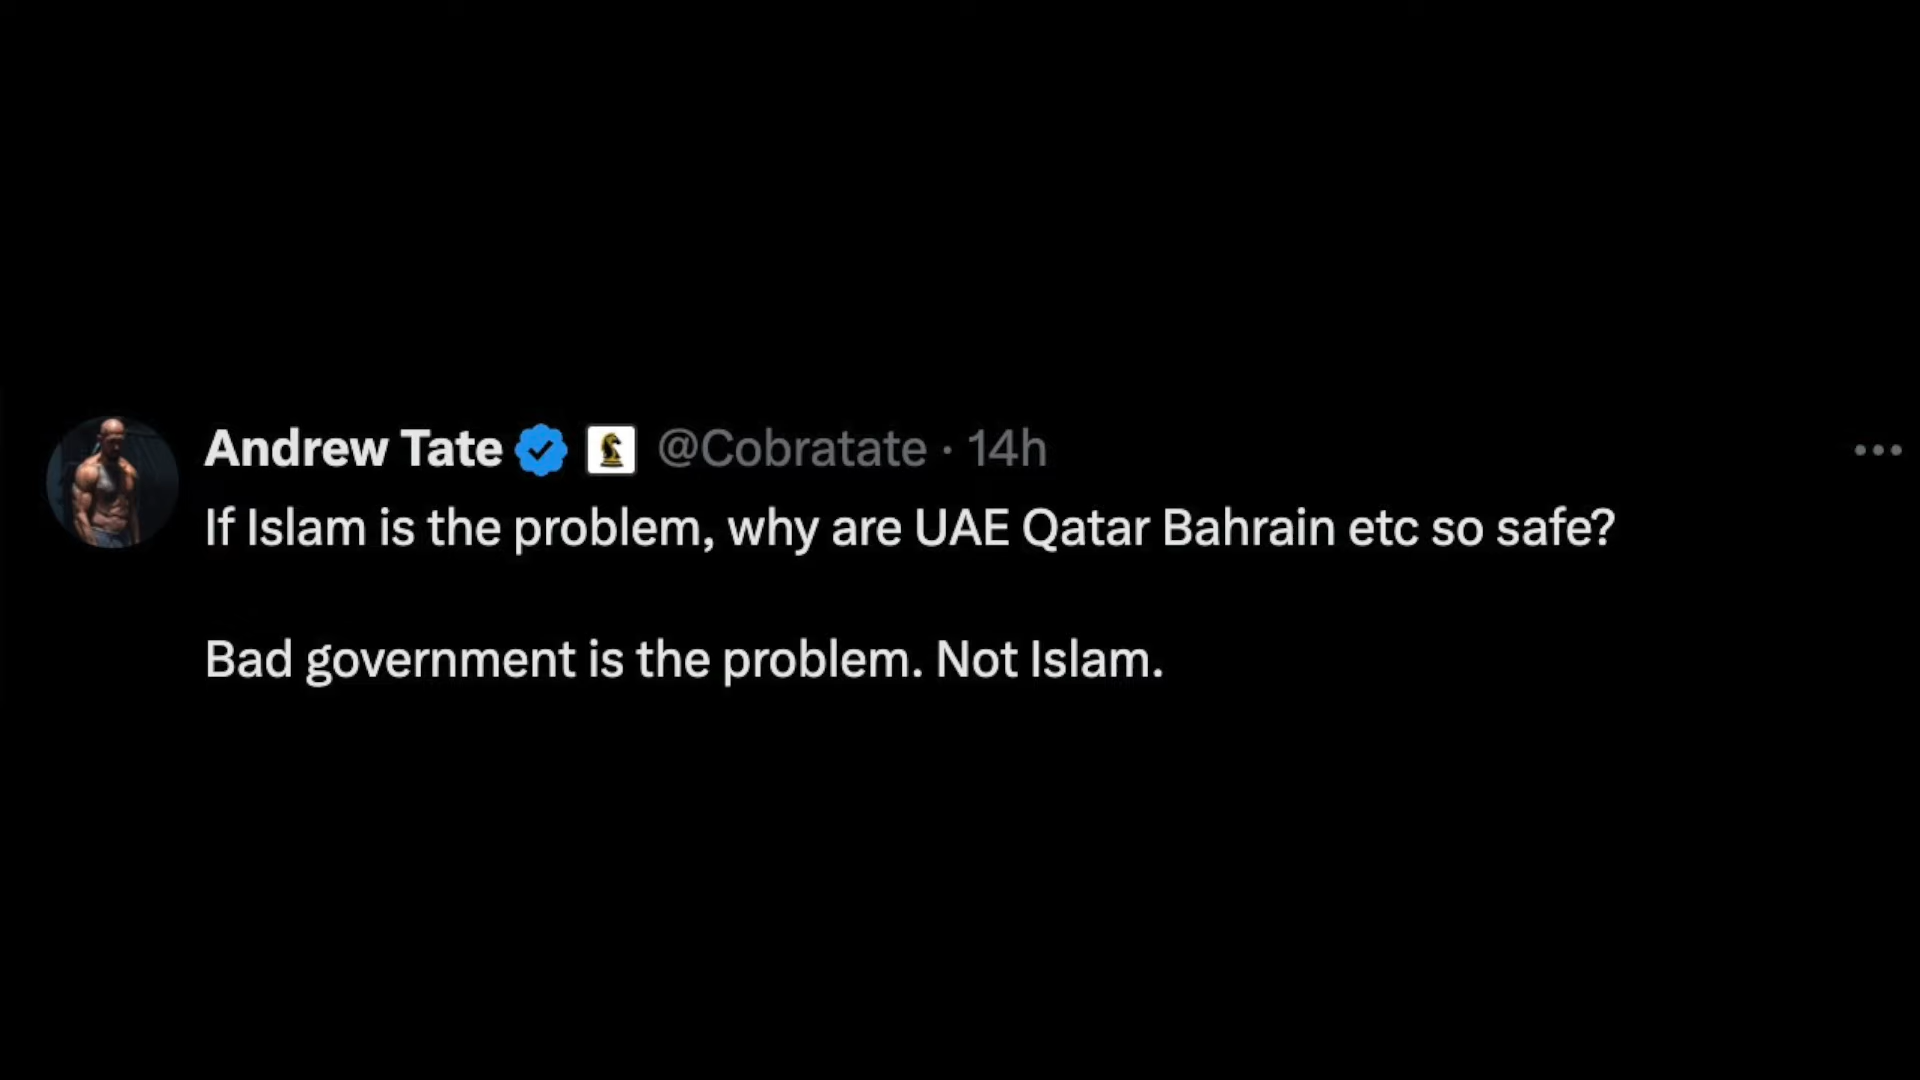 Andrew Tate @Cobratate · 14h
If Islam is the problem, why are UAE Qatar Bahrain etc so safe?
Bad government is the problem. Not Islam.